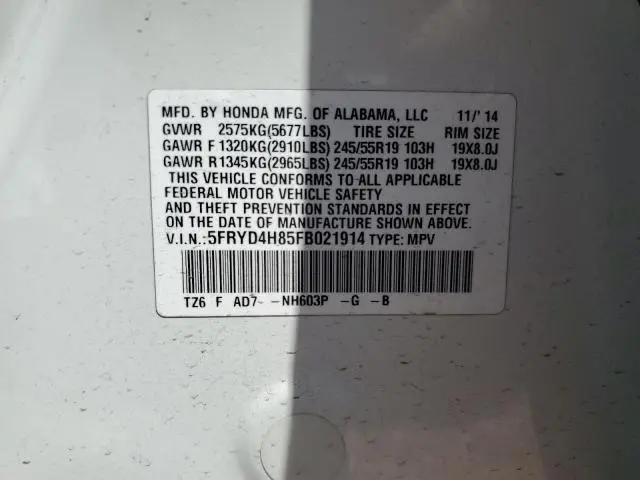 MFD. BY HONDA MFG. OF ALABAMA, LLC 11/' 14
GVWR 2575KG(5677LBS) TIRE SIZE RIM SIZE
GAWR F 1320KG(2910LBS) 245/55R19 103H 19X8.0J
GAWR R 1345KG(2965LBS) 245/55R19 103H 19X8.0J
THIS VEHICLE CONFORMS TO ALL APPLICABLE
FEDERAL MOTOR VEHICLE SAFETY
AND THEFT PREVENTION STANDARDS IN EFFECT
ON THE DATE OF MANUFACTURE SHOWN ABOVE.
V.I.N.:5FRYD4H85FB021914 TYPE: MPV
TZ6 F AD7- -NH603P -G -B